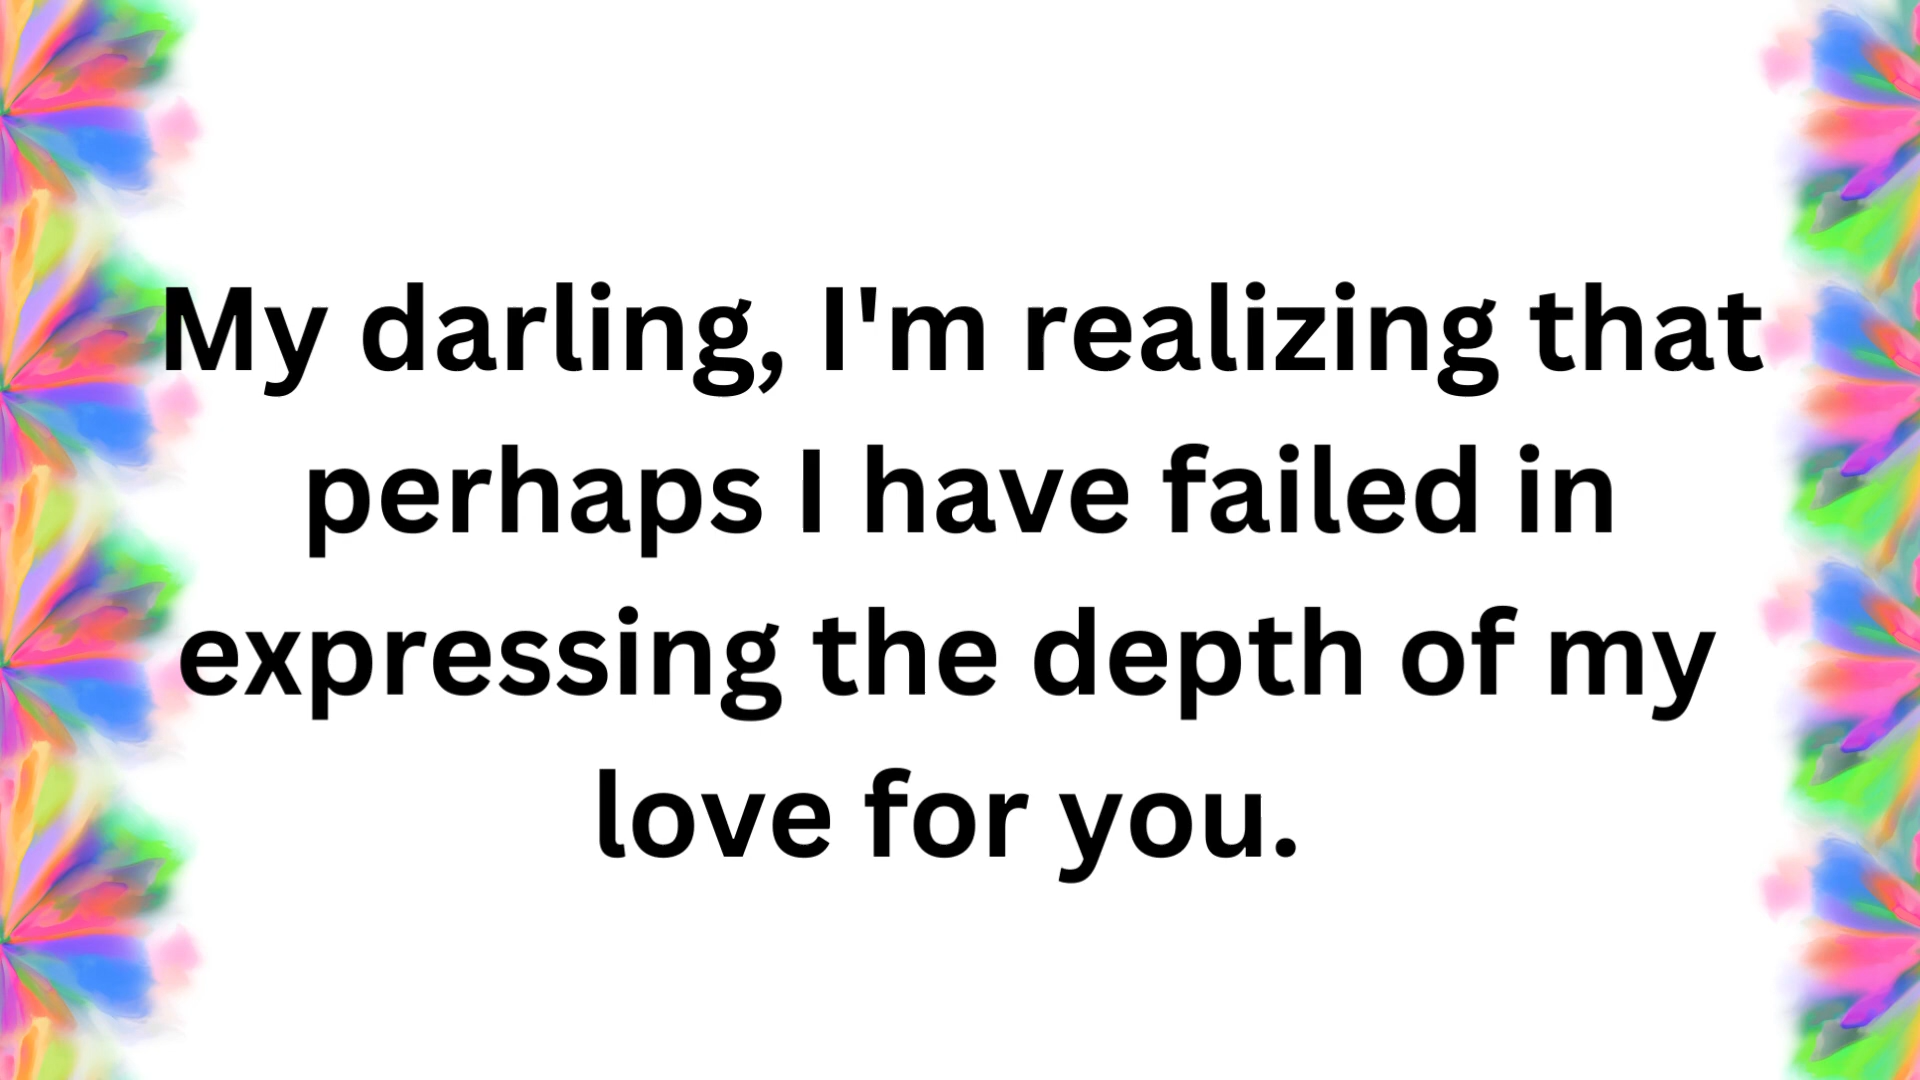 My darling, I'm realizing that
perhaps I have failed in
expressing the depth of my
love for you.